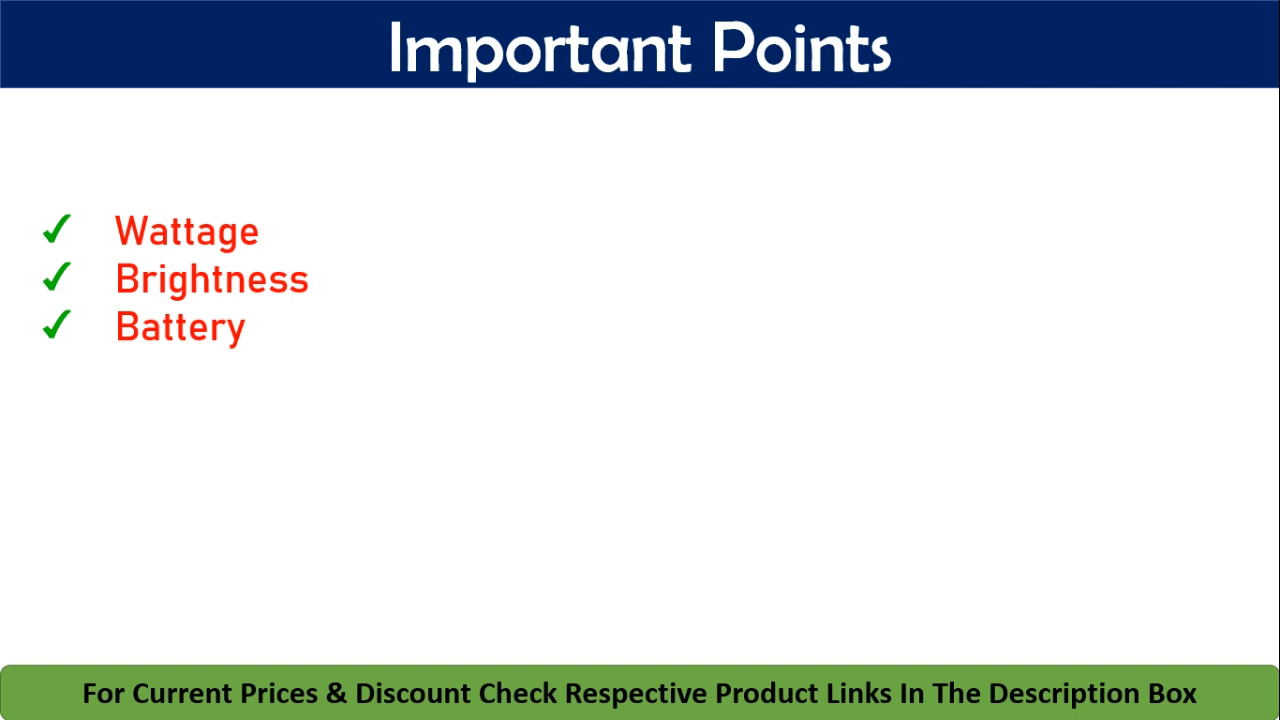 Important Points
✓ Wattage
✓ Brightness
✓ Battery
For Current Prices & Discount Check Respective Product Links In The Description Box